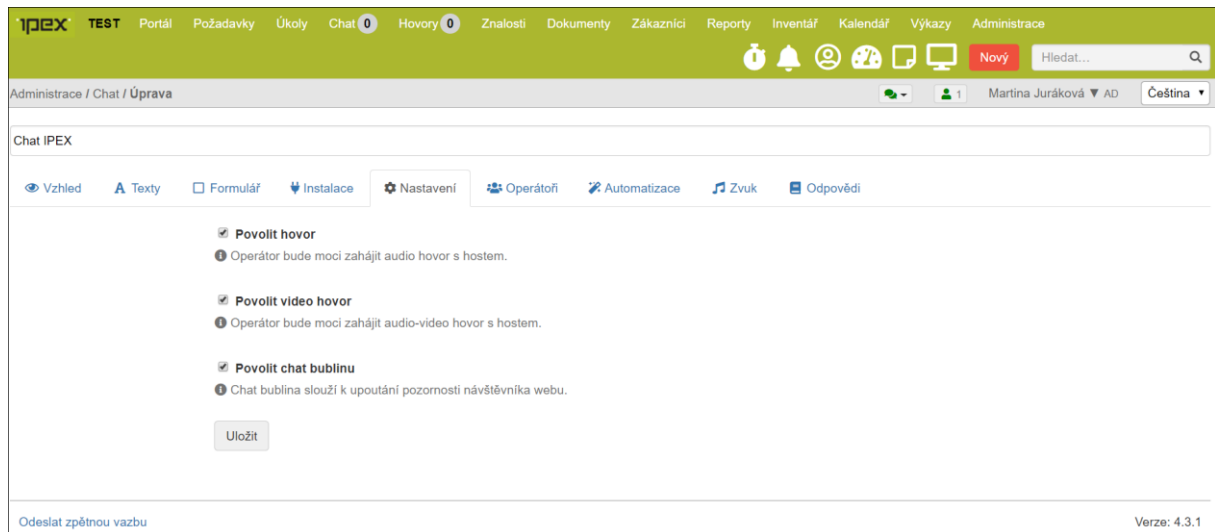 ipex TEST Portál Požadavky Úkoly Chat 0 Hovory 0 Znalosti Dokumenty Zákazníci Reporty Inventář Kalendář Výkazy Administrace
Nový Hledat...
Administrace / Chat / Úprava 1 Martina Juráková ▼ AD Čeština
Chat IPEX
Vzhled A Texty Formulář Instalace Nastavení Operátoři Automatizace Zvuk Odpovědi
Povolit hovor
Operátor bude moci zahájit audio hovor s hostem.
Povolit video hovor
Operátor bude moci zahájit audio-video hovor s hostem.
Povolit chat bublinu
Chat bublina slouží k upoutání pozornosti návštěvníka webu.
Uložit
Odeslat zpětnou vazbu Verze: 4.3.1